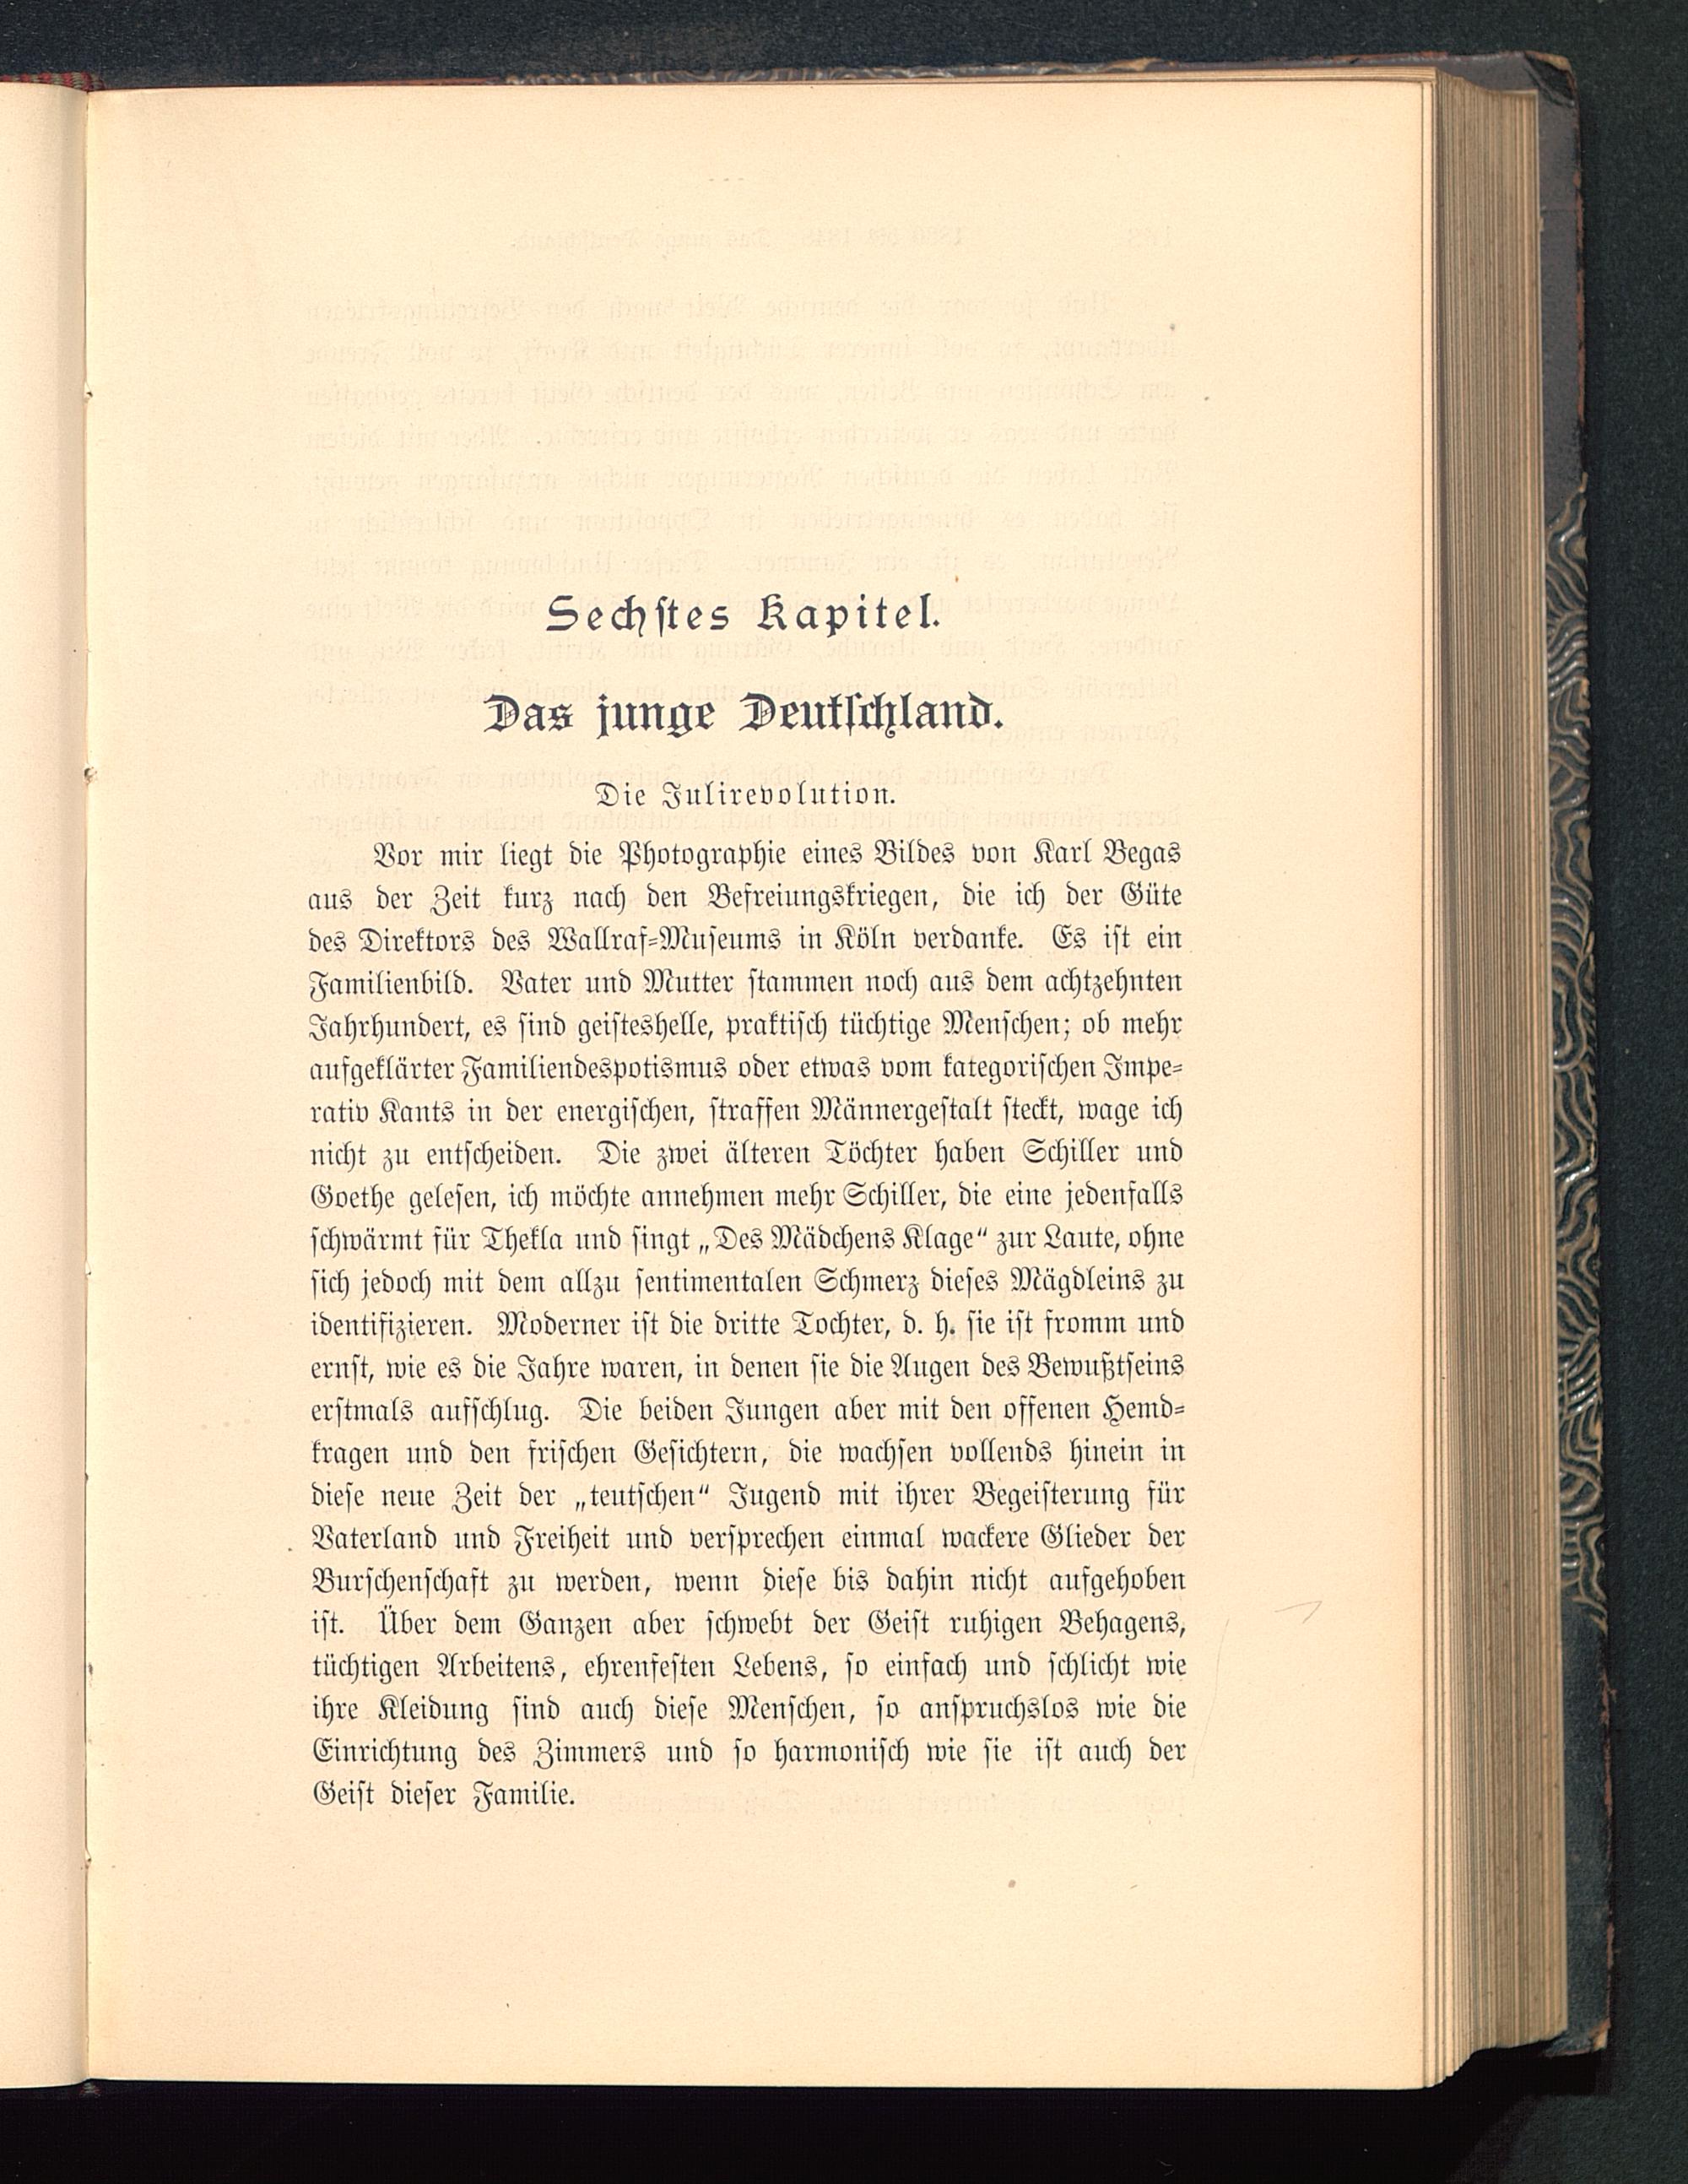 Sechstes Kapitel.
Das junge Deutschland.
Die Julirevolution.
Vor mir liegt die Photographie eines Bildes von Karl Begas
aus der Zeit kurz nach den Befreiungskriegen, die ich der Güte
des Direktors des Wallraf-Museums in Köln verdanke. Es ist ein
Familienbild. Vater und Mutter stammen noch aus dem achtzehnten
Jahrhundert, es sind geisteshelle, praktisch tüchtige Menschen; ob mehr
aufgeklärter Familiendespotismus oder etwas vom kategorischen Impe-
rativ Kants in der energischen, straffen Männergestalt steckt, wage ich
nicht zu entscheiden. Die zwei älteren Töchter haben Schiller und
Goethe gelesen, ich möchte annehmen mehr Schiller, die eine jedenfalls
schwärmt für Thekla und singt „Des Mädchens Klage“ zur Laute, ohne
sich jedoch mit dem allzu sentimentalen Schmerz dieses Mägdleins zu
identifizieren. Moderner ist die dritte Tochter, d. h. sie ist fromm und
ernst, wie es die Jahre waren, in denen sie die Augen des Bewußtseins
erstmals aufschlug. Die beiden Jungen aber mit den offenen Hemd-
kragen und den frischen Gesichtern, die wachsen vollends hinein in
diese neue Zeit der „teutschen“ Jugend mit ihrer Begeisterung für
Vaterland und Freiheit und versprechen einmal wackere Glieder der
Burschenschaft zu werden, wenn diese bis dahin nicht aufgehoben
ist. Über dem Ganzen aber schwebt der Geist ruhigen Behagens,
tüchtigen Arbeitens, ehrenfesten Lebens, so einfach und schlicht wie
ihre Kleidung sind auch diese Menschen, so anspruchslos wie die
Einrichtung des Zimmers und so harmonisch wie sie ist auch der
Geist dieser Familie.